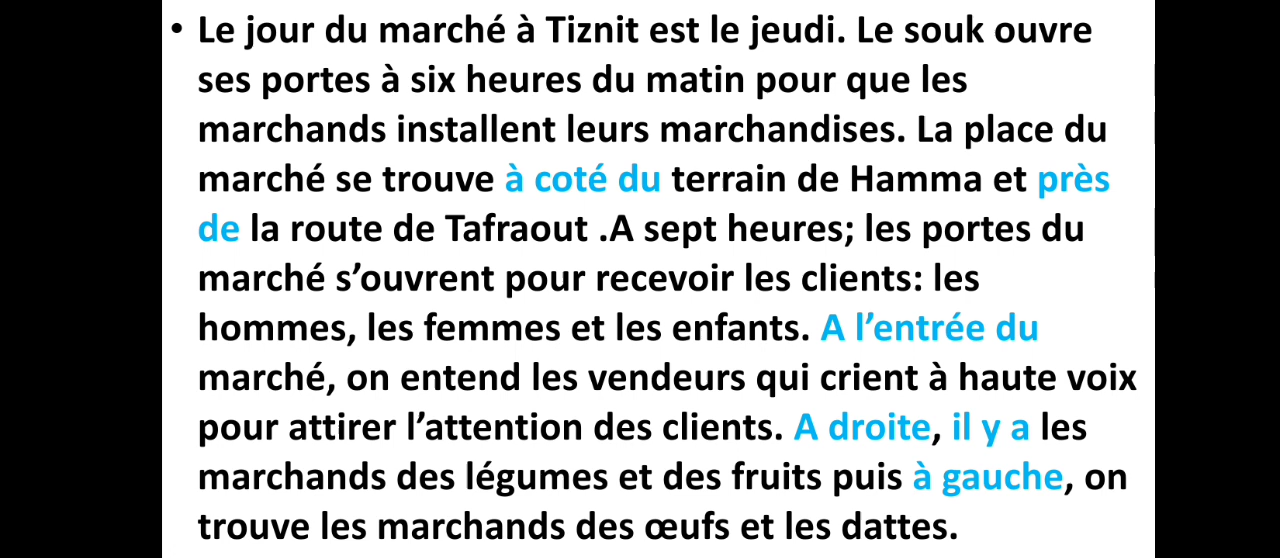 • Le jour du marché à Tiznit est le jeudi. Le souk ouvre
ses portes à six heures du matin pour que les
marchands installent leurs marchandises. La place du
marché se trouve à coté du terrain de Hamma et près
de la route de Tafraout .A sept heures; les portes du
marché s’ouvrent pour recevoir les clients: les
hommes, les femmes et les enfants. A l’entrée du
marché, on entend les vendeurs qui crient à haute voix
pour attirer l’attention des clients. A droite, il y a les
marchands des légumes et des fruits puis à gauche, on
trouve les marchands des œufs et les dattes.